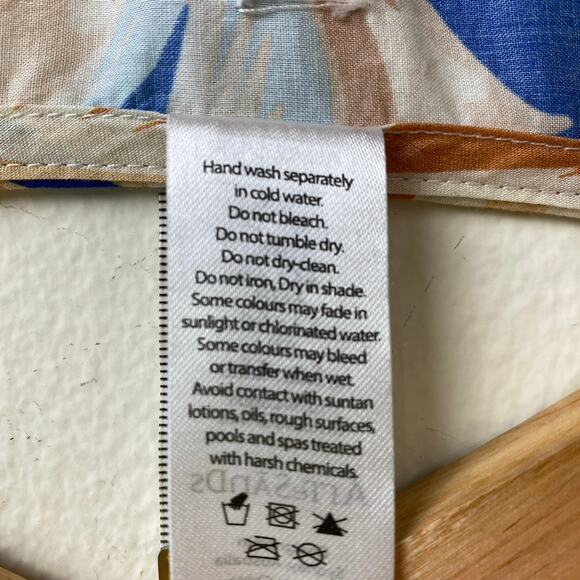 Hand wash separately
in cold water.
Do not bleach.
Do not tumble dry.
Do not dry-clean.
Do not iron, Dry in shade.
Some colours may fade in
sunlight or chlorinated water.
Some colours may bleed
or transfer when wet.
Avoid contact with suntan
lotions, oils, rough surfaces,
pools and spas treated
with harsh chemicals.